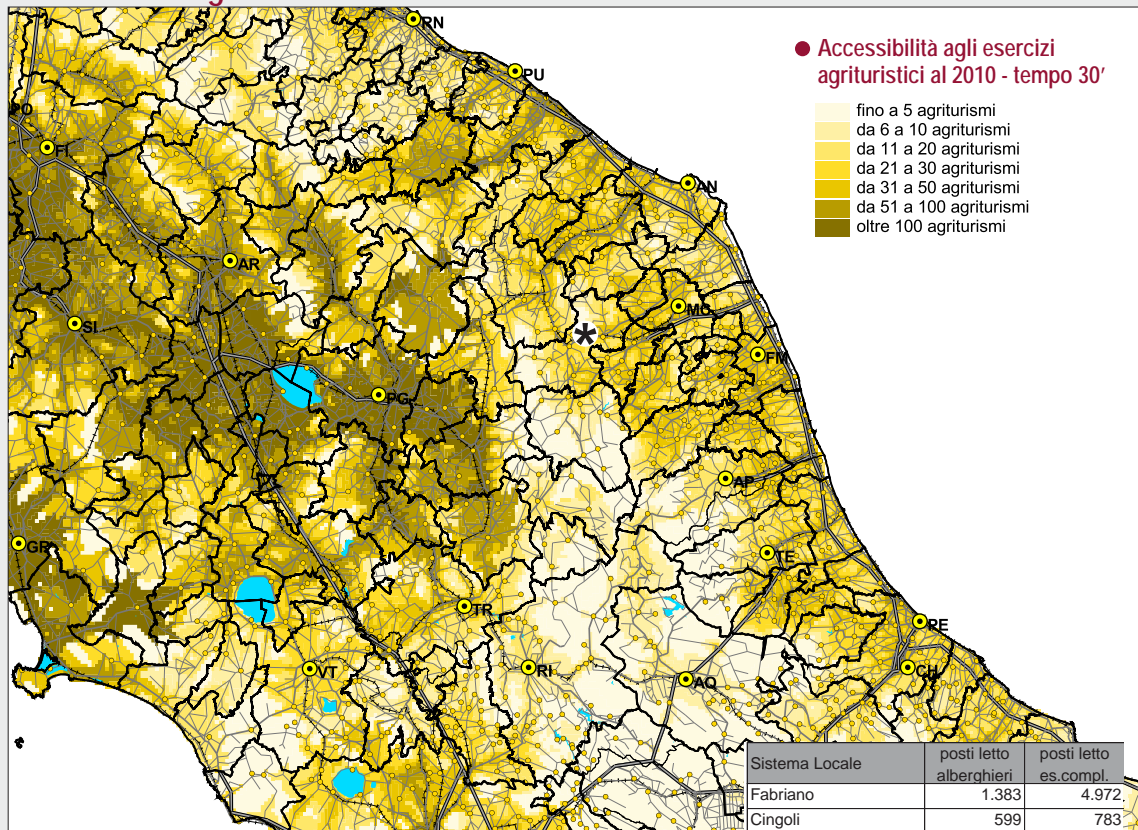 RN
PU
● Accessibilità agli esercizi
agrituristici al 2010 - tempo 30'
fino a 5 agriturismi
da 6 a 10 agriturismi
da 11 a 20 agriturismi
da 21 a 30 agriturismi
da 31 a 50 agriturismi
da 51 a 100 agriturismi
oltre 100 agriturismi
PO
FI
AN
AR
MC
SI
*
FM
PG
AP
GR
TE
TR
PE
VT
RI
AQ
CH
Sistema Locale posti letto alberghieri posti letto es.compl.
Fabriano 1.383 4.972
Cingoli 599 783